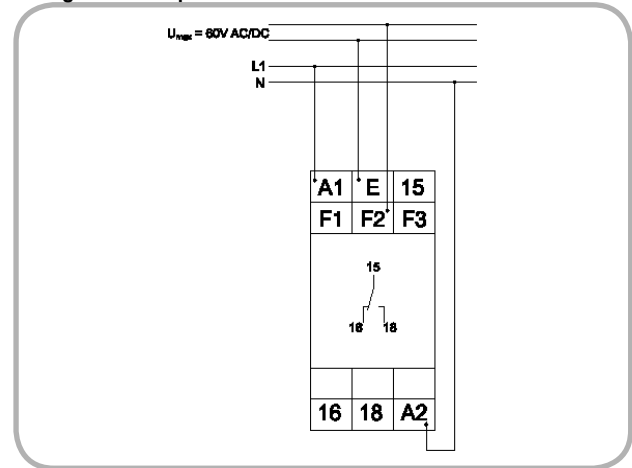 Umax = 60V AC/DC
L1
N
A1 E 15
F1 F2 F3
15
16 18
16 18 A2